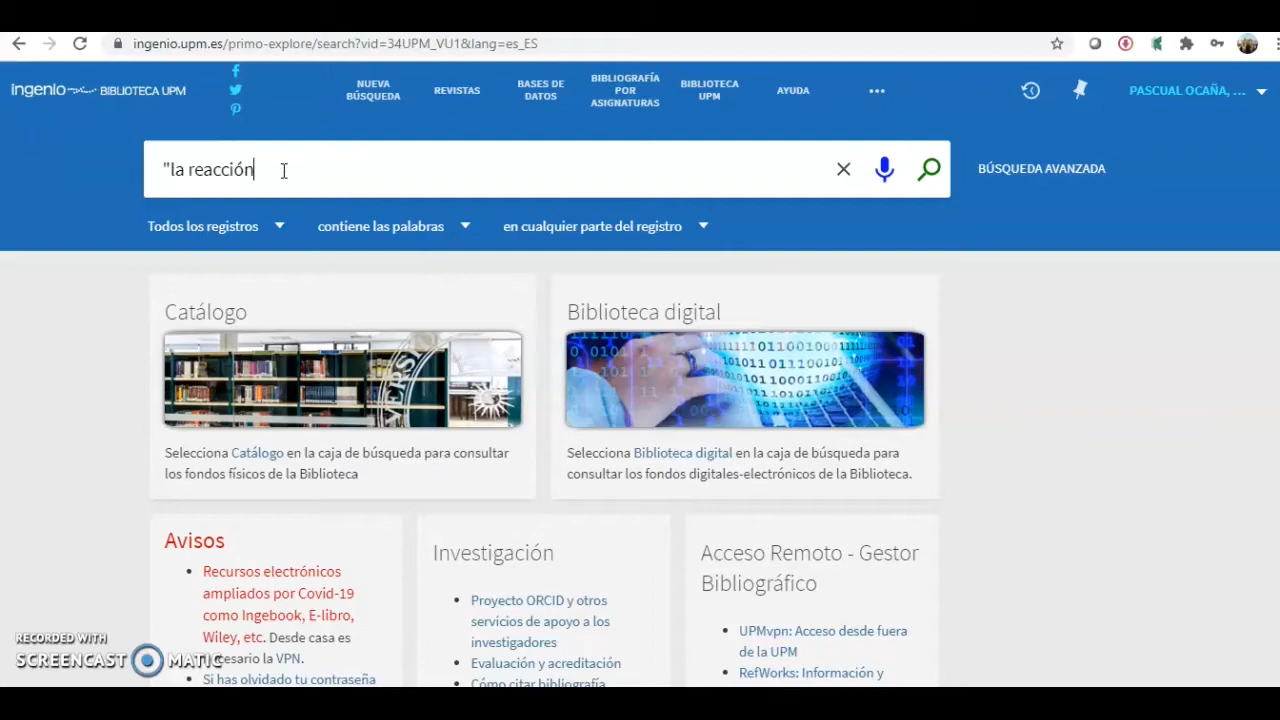 ingenio.upm.es/primo-explore/search?vid=34UPM_VU1&lang=es_ES
ingenio BIBLIOTECA UPM
NUEVA BÚSQUEDA
REVISTAS
BASES DE DATOS
BIBLIOGRAFÍA POR ASIGNATURAS
BIBLIOTECA UPM
AYUDA
PASCUAL OCAÑA, ...
"la reacción
BÚSQUEDA AVANZADA
Todos los registros
contiene las palabras
en cualquier parte del registro
Catálogo
Selecciona Catálogo en la caja de búsqueda para consultar
los fondos físicos de la Biblioteca
Biblioteca digital
Selecciona Biblioteca digital en la caja de búsqueda para
consultar los fondos digitales-electrónicos de la Biblioteca.
Avisos
Recursos electrónicos
ampliados por Covid-19
como Ingebook, E-libro,
Wiley, etc. Desde casa es
necesario la VPN.
Si has olvidado tu contraseña
Investigación
Proyecto ORCID y otros
servicios de apoyo a los
investigadores
Evaluación y acreditación
Cómo citar bibliografía
Acceso Remoto - Gestor
Bibliográfico
UPMvpn: Acceso desde fuera
de la UPM
RefWorks: Información y
RECORDED WITH
SCREENCAST MATIC